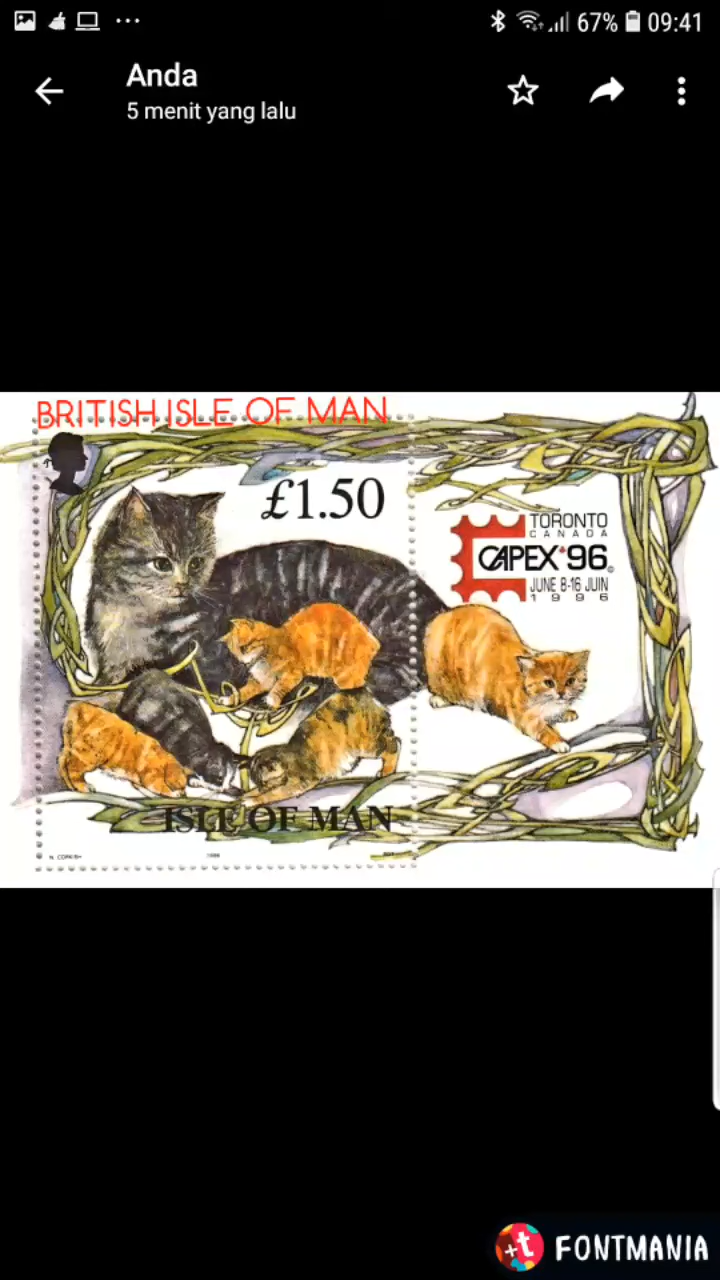 67% 09:41
Anda
5 menit yang lalu
BRITISH ISLE OF MAN
£1.50
TORONTO
CANADA
CAPEX'96
JUNE 8-16 JUIN
1996
ISLE OF MAN
1996
+t FONTMANIA